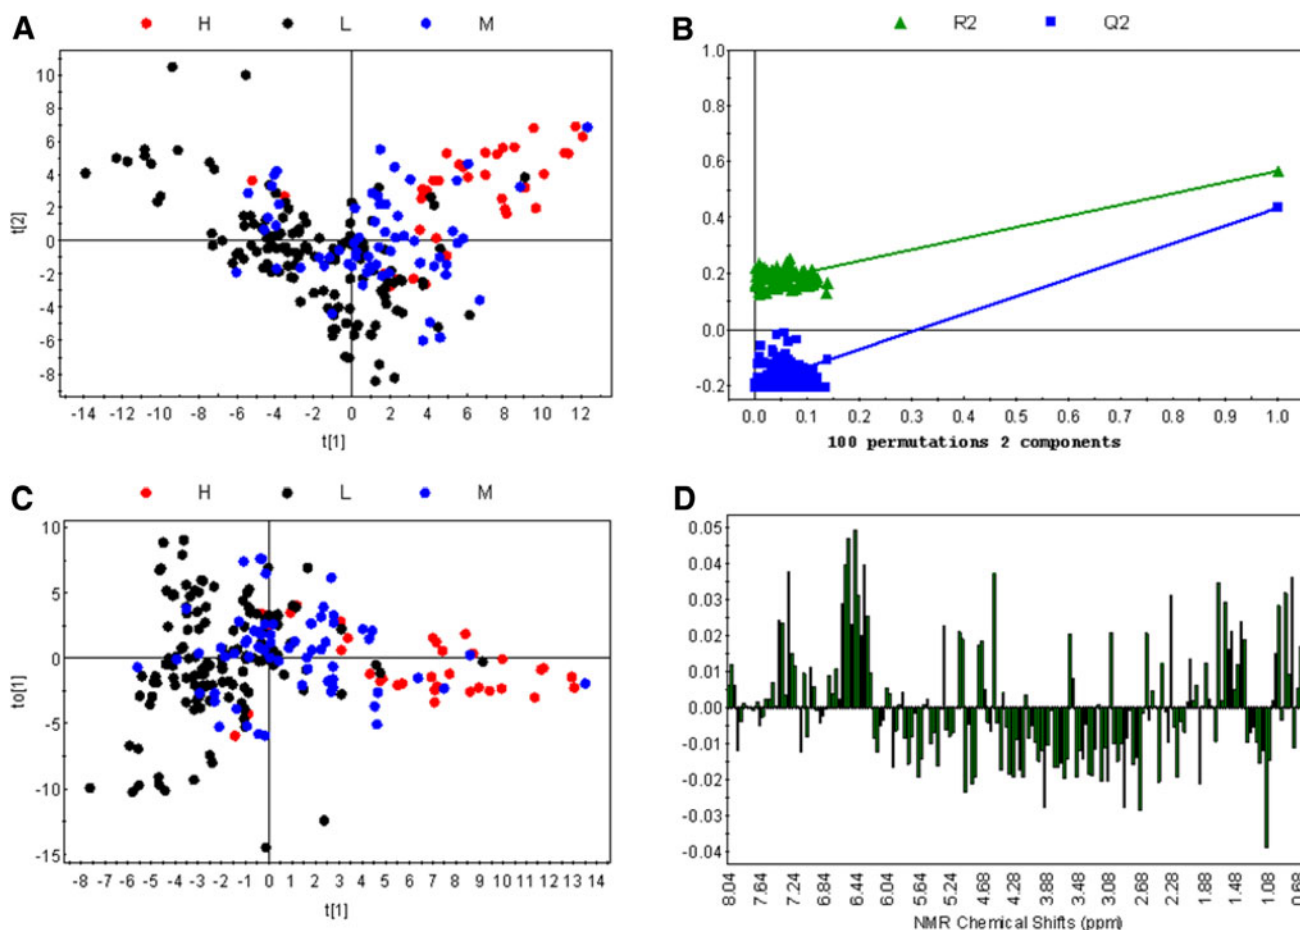 A
H L M
10
8
6
4
2
0
-2
-4
-6
-8
t[2]
-14 -12 -10 -8 -6 -4 -2 0 2 4 6 8 10 12
t[1]
B
R2 Q2
1.0
0.8
0.6
0.4
0.2
0.0
-0.2
0.0 0.1 0.2 0.3 0.4 0.5 0.6 0.7 0.8 0.9 1.0
100 permutations 2 components
C
H L M
10
5
0
-5
-10
-15
to[1]
-8 -7 -6 -5 -4 -3 -2 -1 0 1 2 3 4 5 6 7 8 9 10 11 12 13 14
t[1]
D
0.05
0.04
0.03
0.02
0.01
0.00
-0.01
-0.02
-0.03
-0.04
8.04 7.64 7.24 6.84 6.44 6.04 5.64 5.24 4.68 4.28 3.88 3.48 3.08 2.68 2.28 1.88 1.48 1.08 0.68
NMR Chemical Shifts (ppm)